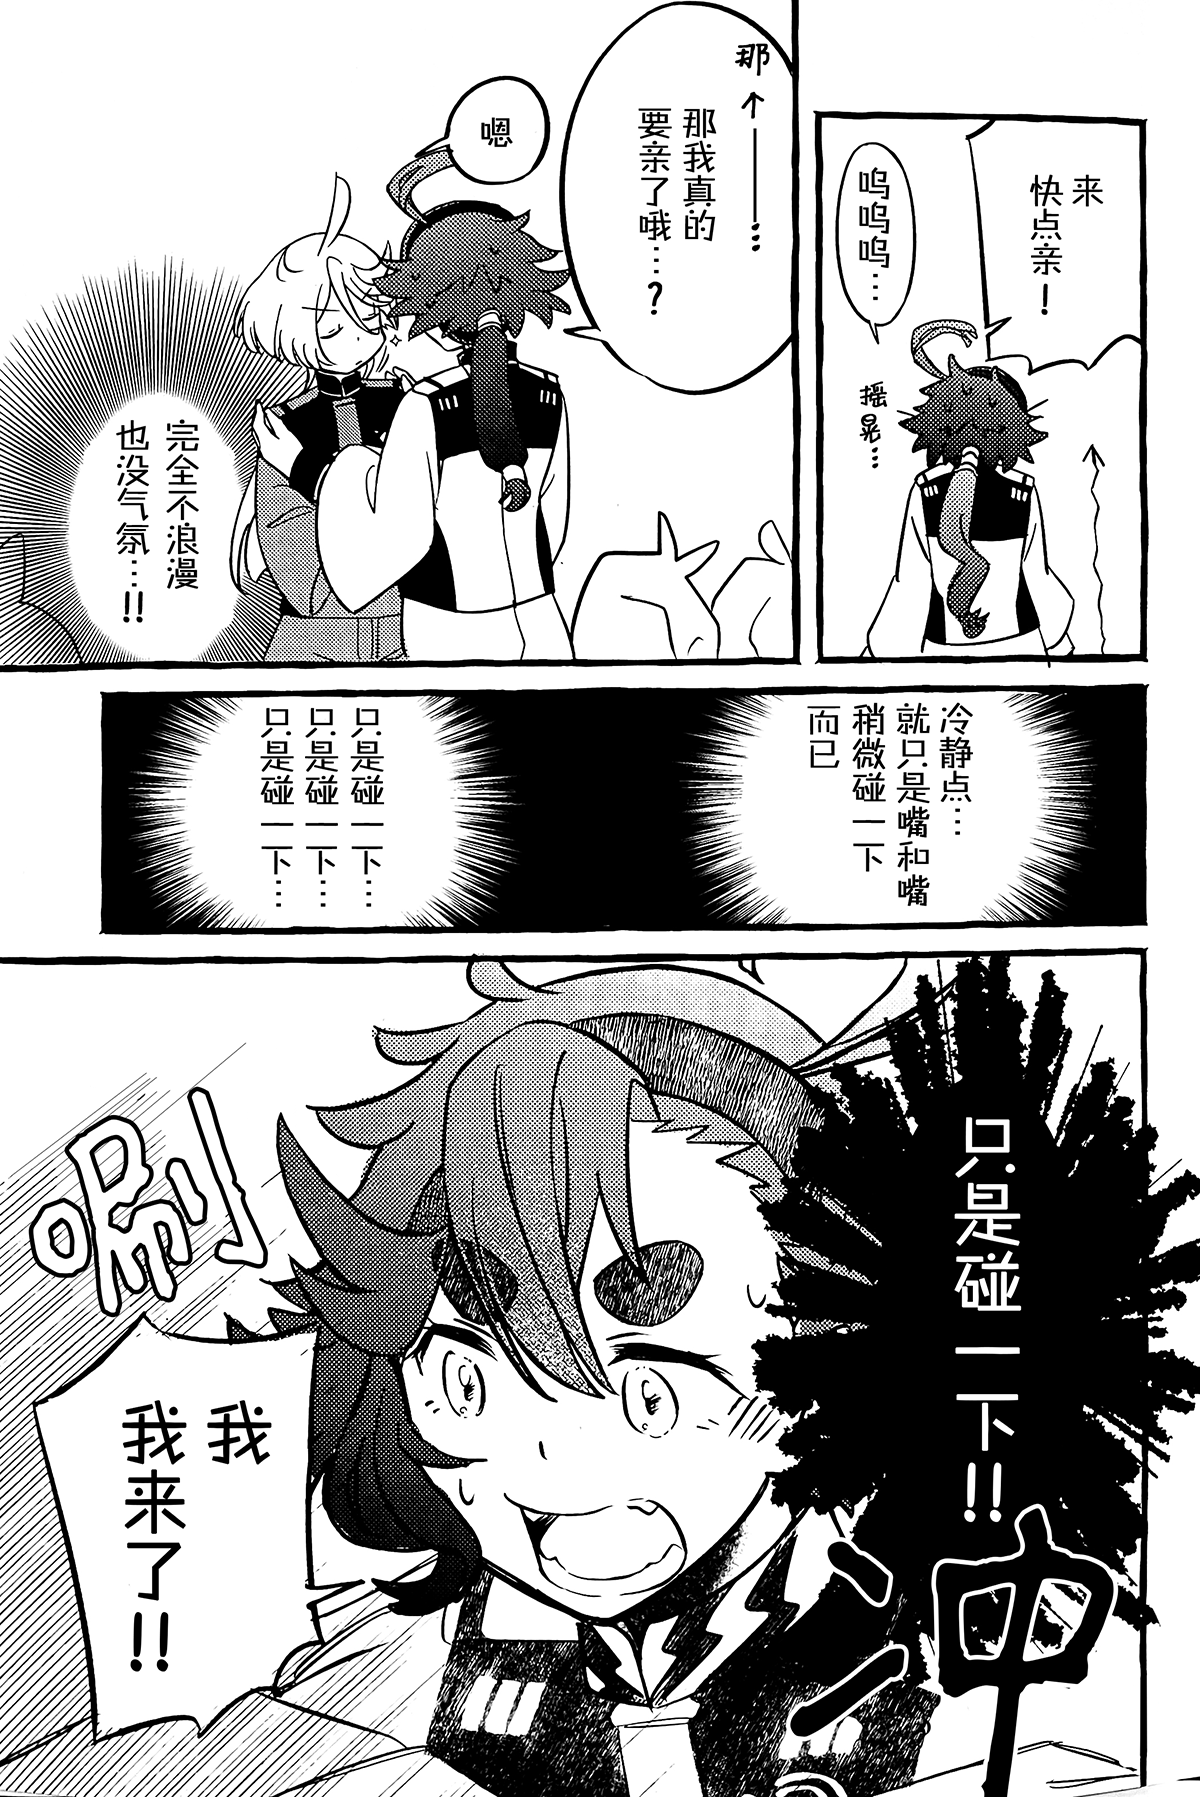 来
快点亲！
呜呜呜…
摇晃…
那←――…
那我真的
要亲了哦…？
嗯
完全不浪漫
也没气氛…!!
冷静点…
就只是嘴和嘴
稍微碰一下
而已
只是碰一下…
只是碰一下…
只是碰一下…
只是碰一下!!
冲
唰
我
我来了!!